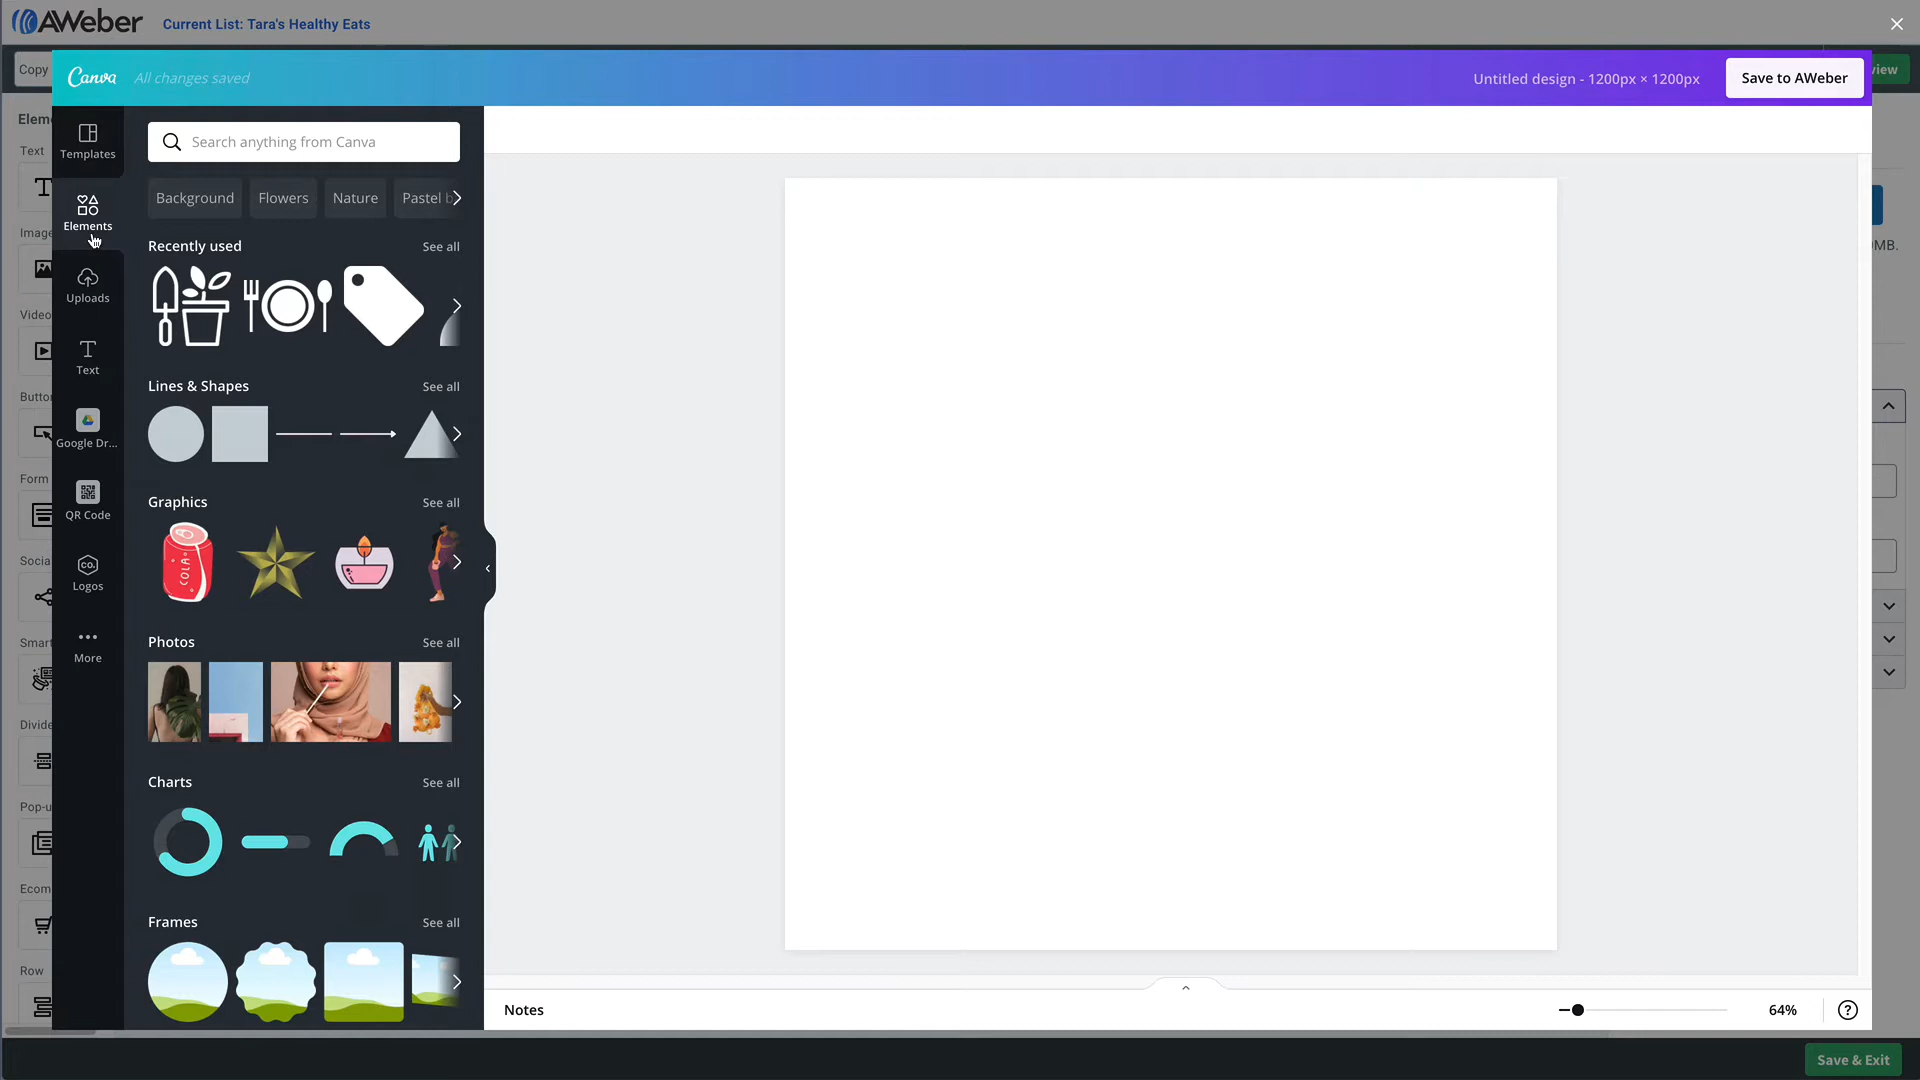 AWeber
Current List: Tara's Healthy Eats
Copy
Canva
All changes saved
Untitled design - 1200px × 1200px
Save to AWeber
Templates
Search anything from Canva
Text
Background
Flowers
Nature
Pastel
Elements
Recently used
See all
Uploads
Video
Text
Lines & Shapes
See all
Google Dr...
Form
Graphics
See all
COLA
QR Code
CO.
Logos
Photos
See all
More
Charts
See all
Frames
See all
Row
Notes
64%
?
Save & Exit